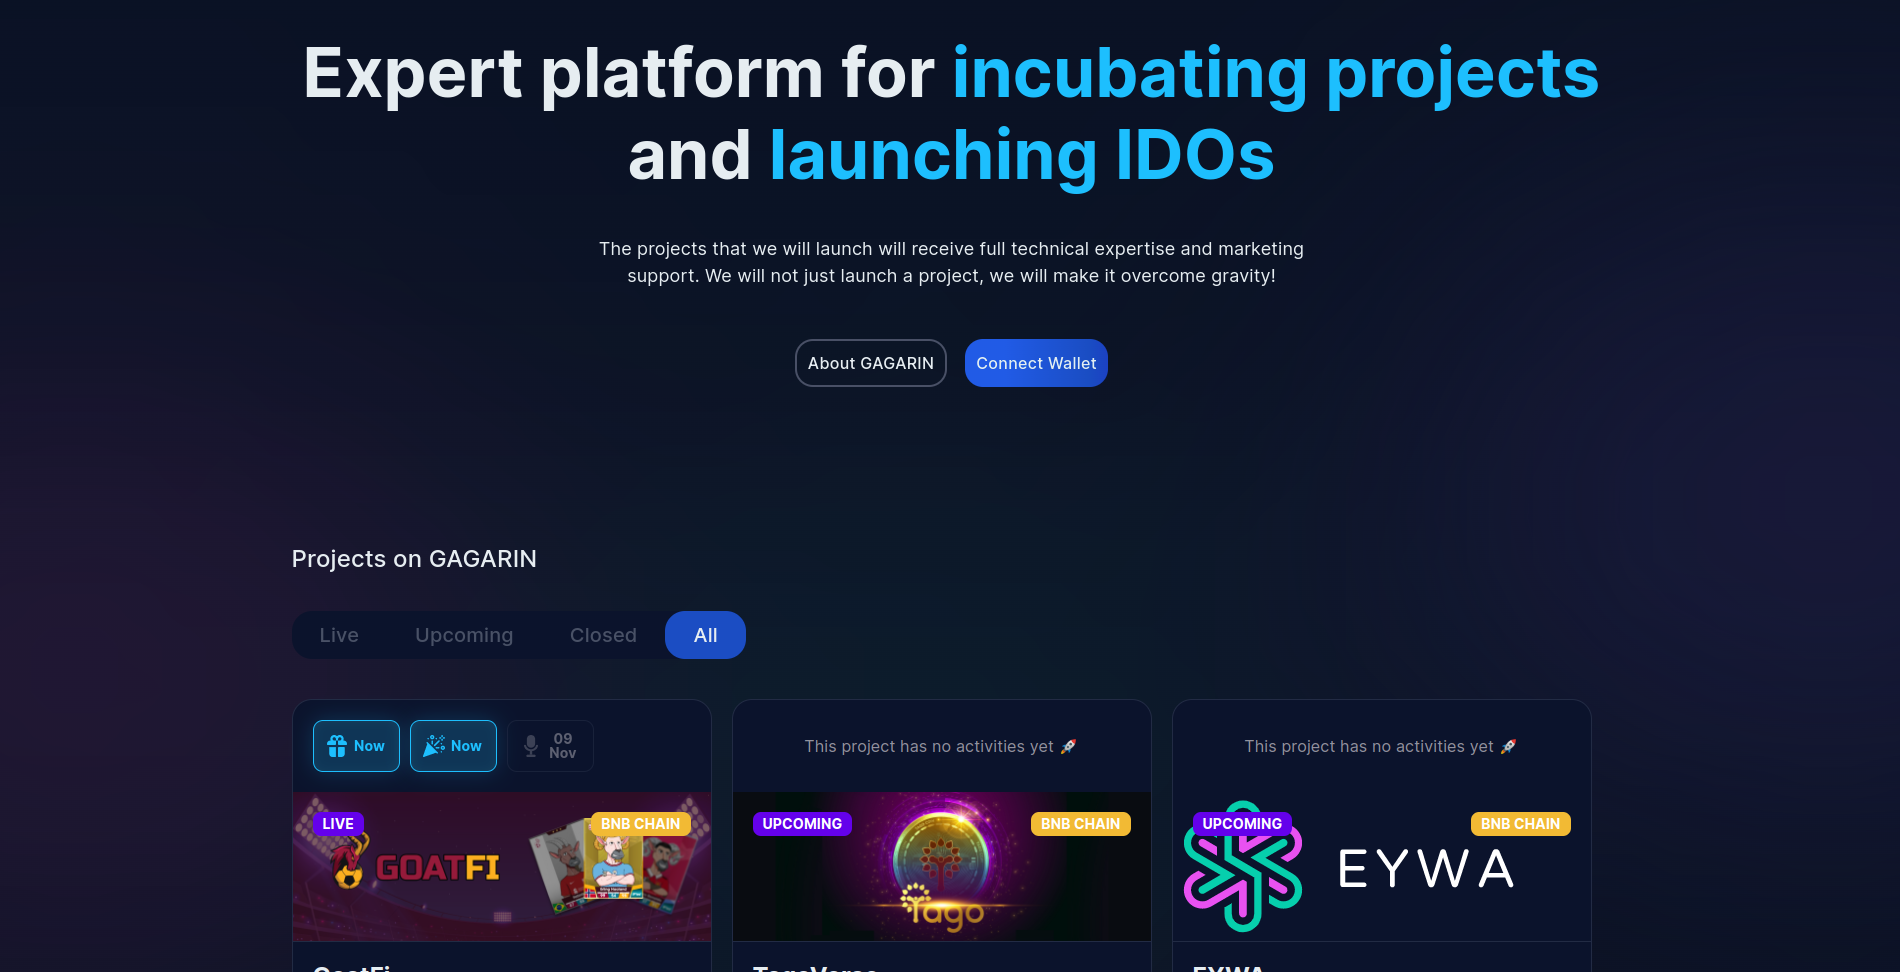 Expert platform for incubating projects
and launching IDOs
The projects that we will launch will receive full technical expertise and marketing
support. We will not just launch a project, we will make it overcome gravity!
About GAGARIN
Connect Wallet
Projects on GAGARIN
Live
Upcoming
Closed
All
Now
Now
09
Nov
LIVE
BNB CHAIN
GOATFI
GoatFi
This project has no activities yet 🚀
UPCOMING
BNB CHAIN
Tago
TagoVerse
This project has no activities yet 🚀
UPCOMING
BNB CHAIN
EYWA
EYWA